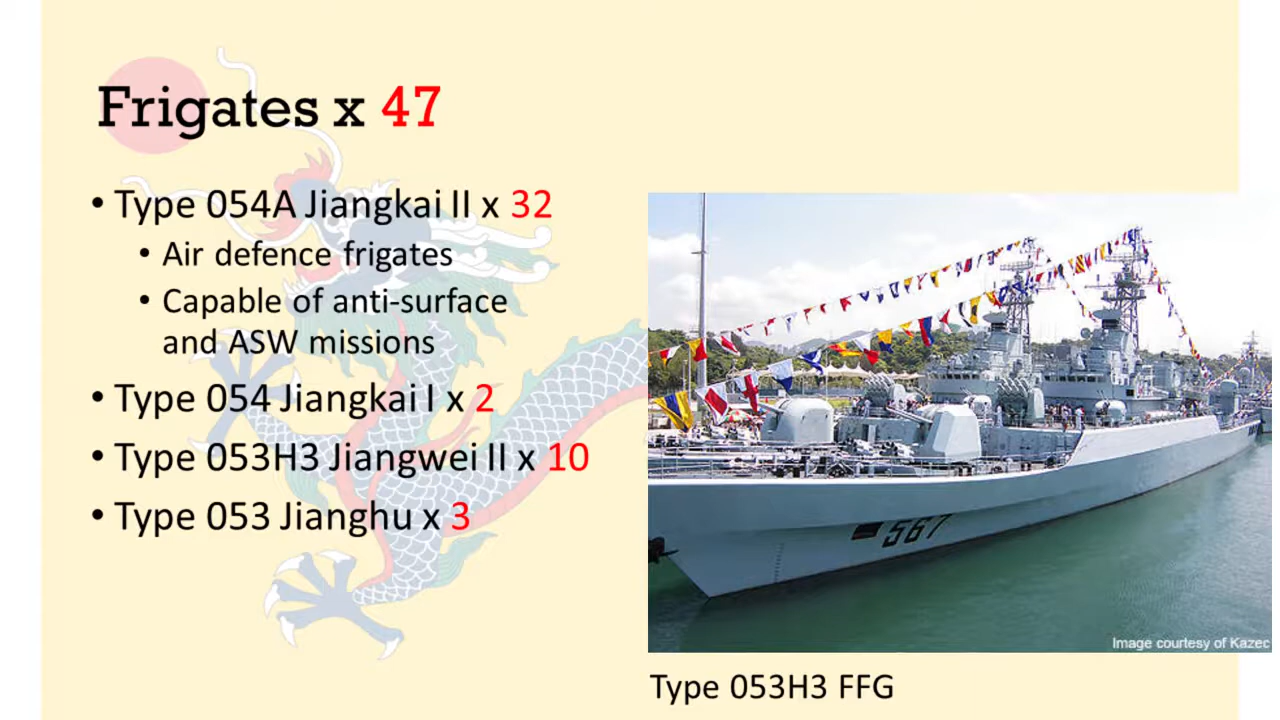 Frigates x 47
• Type 054A Jiangkai II x 32
• Air defence frigates
• Capable of anti-surface
and ASW missions
• Type 054 Jiangkai I x 2
• Type 053H3 Jiangwei II x 10
• Type 053 Jianghu x 3
567
Image courtesy of Kazec
Type 053H3 FFG